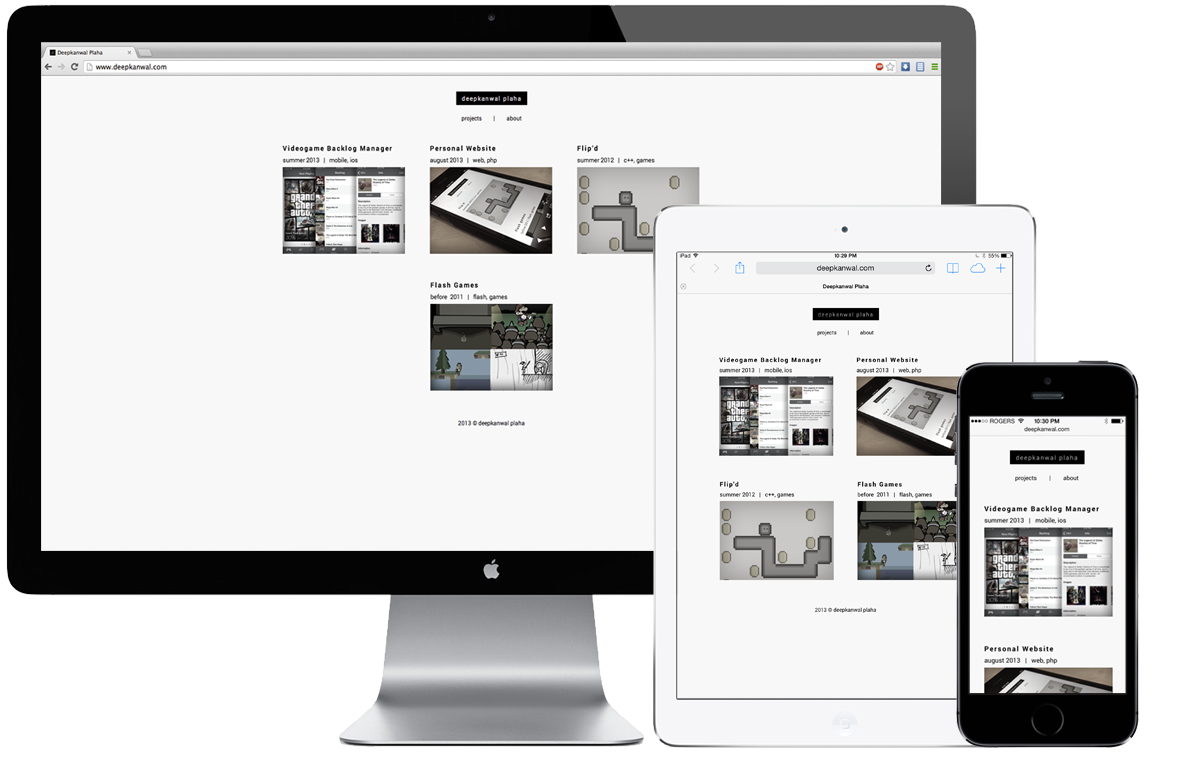 Deepkanwal Plaha
www.deepkanwal.com
deepkanwal plaha
projects | about
Videogame Backlog Manager
summer 2013 | mobile, ios
Personal Website
august 2013 | web, php
Flip'd
summer 2012 | c++, games
Flash Games
before 2011 | flash, games
2013 © deepkanwal plaha
iPad 10:29 PM 56%
deepkanwal.com
Deepkanwal Plaha
deepkanwal plaha
projects | about
Videogame Backlog Manager
summer 2013 | mobile, ios
Personal Website
august 2013 | web, php
Flip'd
summer 2012 | c++, games
Flash Games
before 2011 | flash, games
2013 © deepkanwal plaha
ROGERS 10:30 PM
deepkanwal.com
deepkanwal plaha
projects | about
Videogame Backlog Manager
summer 2013 | mobile, ios
grand
theft
auto
Personal Website
august 2013 | web, php